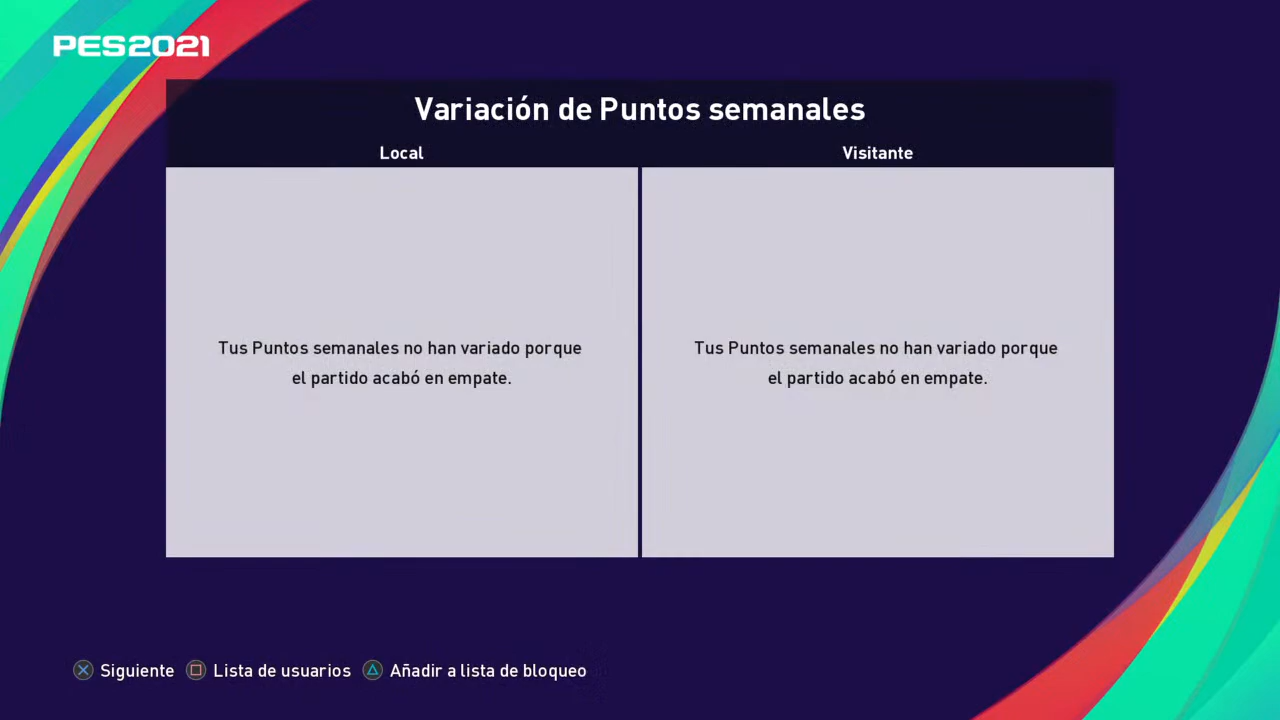 PES2021
Variación de Puntos semanales
Local
Visitante
Tus Puntos semanales no han variado porque
el partido acabó en empate.
Tus Puntos semanales no han variado porque
el partido acabó en empate.
Siguiente Lista de usuarios Añadir a lista de bloqueo